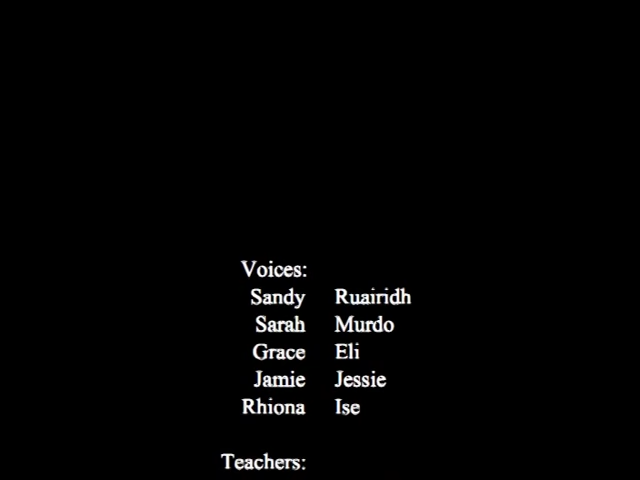 Voices:
Sandy Ruairidh
Sarah Murdo
Grace Eli
Jamie Jessie
Rhiona Ise
Teachers: